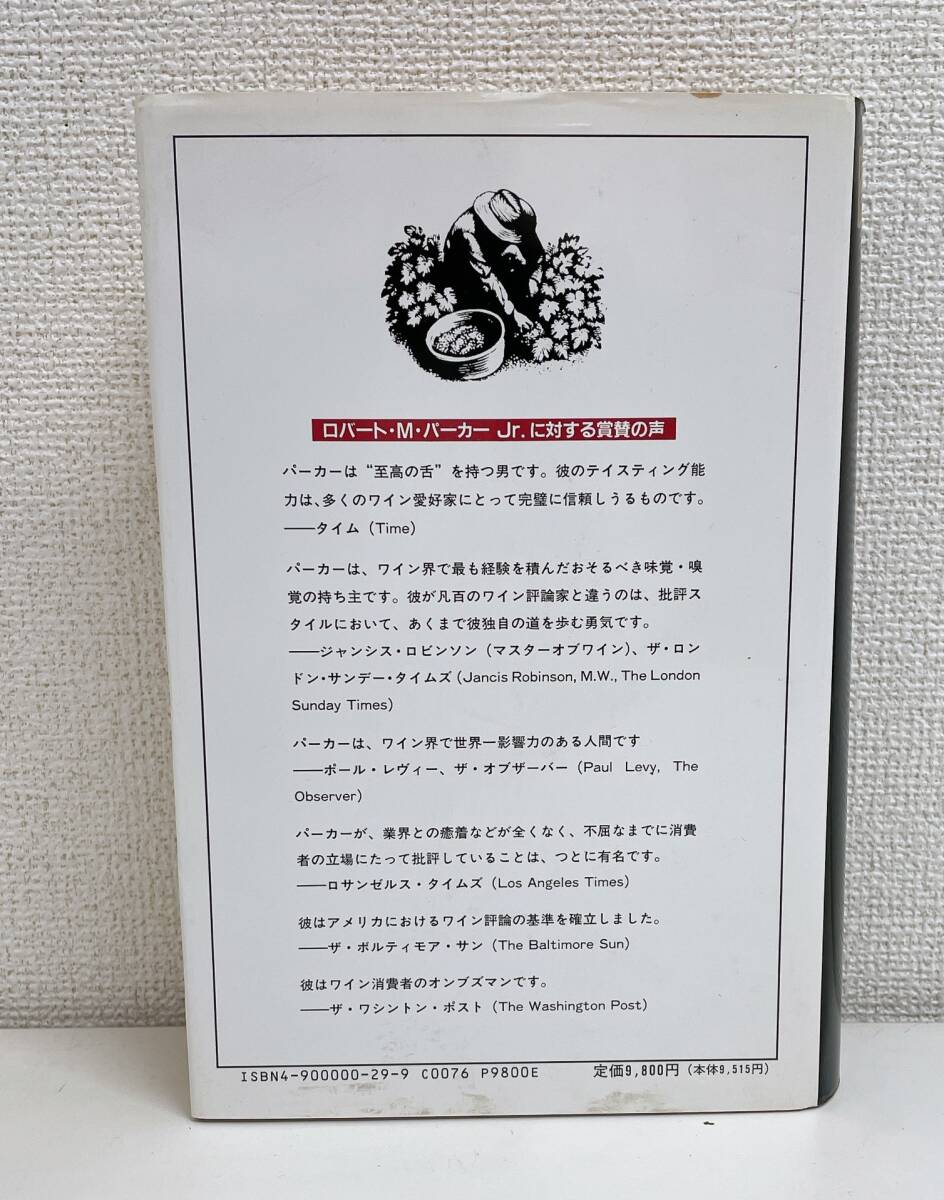 ロバート・M・パーカー Jr.に対する賞賛の声
パーカーは“至高の舌”を持つ男です。彼のテイスティング能
力は、多くのワイン愛好家にとって完璧に信頼しうるものです。
――タイム（Time）
パーカーは、ワイン界で最も経験を積んだおそるべき味覚・嗅
覚の持ち主です。彼が凡百のワイン評論家と違うのは、批評ス
タイルにおいて、あくまで彼独自の道を歩む勇気です。
――ジャンシス・ロビンソン（マスターオブワイン）、ザ・ロン
ドン・サンデー・タイムズ（Jancis Robinson, M.W., The London
Sunday Times）
パーカーは、ワイン界で世界一影響力のある人間です
――ポール・レヴィー、ザ・オブザーバー（Paul Levy, The
Observer）
パーカーが、業界との癒着などが全くなく、不屈なまでに消費
者の立場にたって批評していることは、つとに有名です。
――ロサンゼルス・タイムズ（Los Angeles Times）
彼はアメリカにおけるワイン評論の基準を確立しました。
――ザ・ボルティモア・サン（The Baltimore Sun）
彼はワイン消費者のオンブズマンです。
――ザ・ワシントン・ポスト（The Washington Post）
ISBN4-900000-29-9 C0076 P9800E 定価9,800円（本体9,515円）